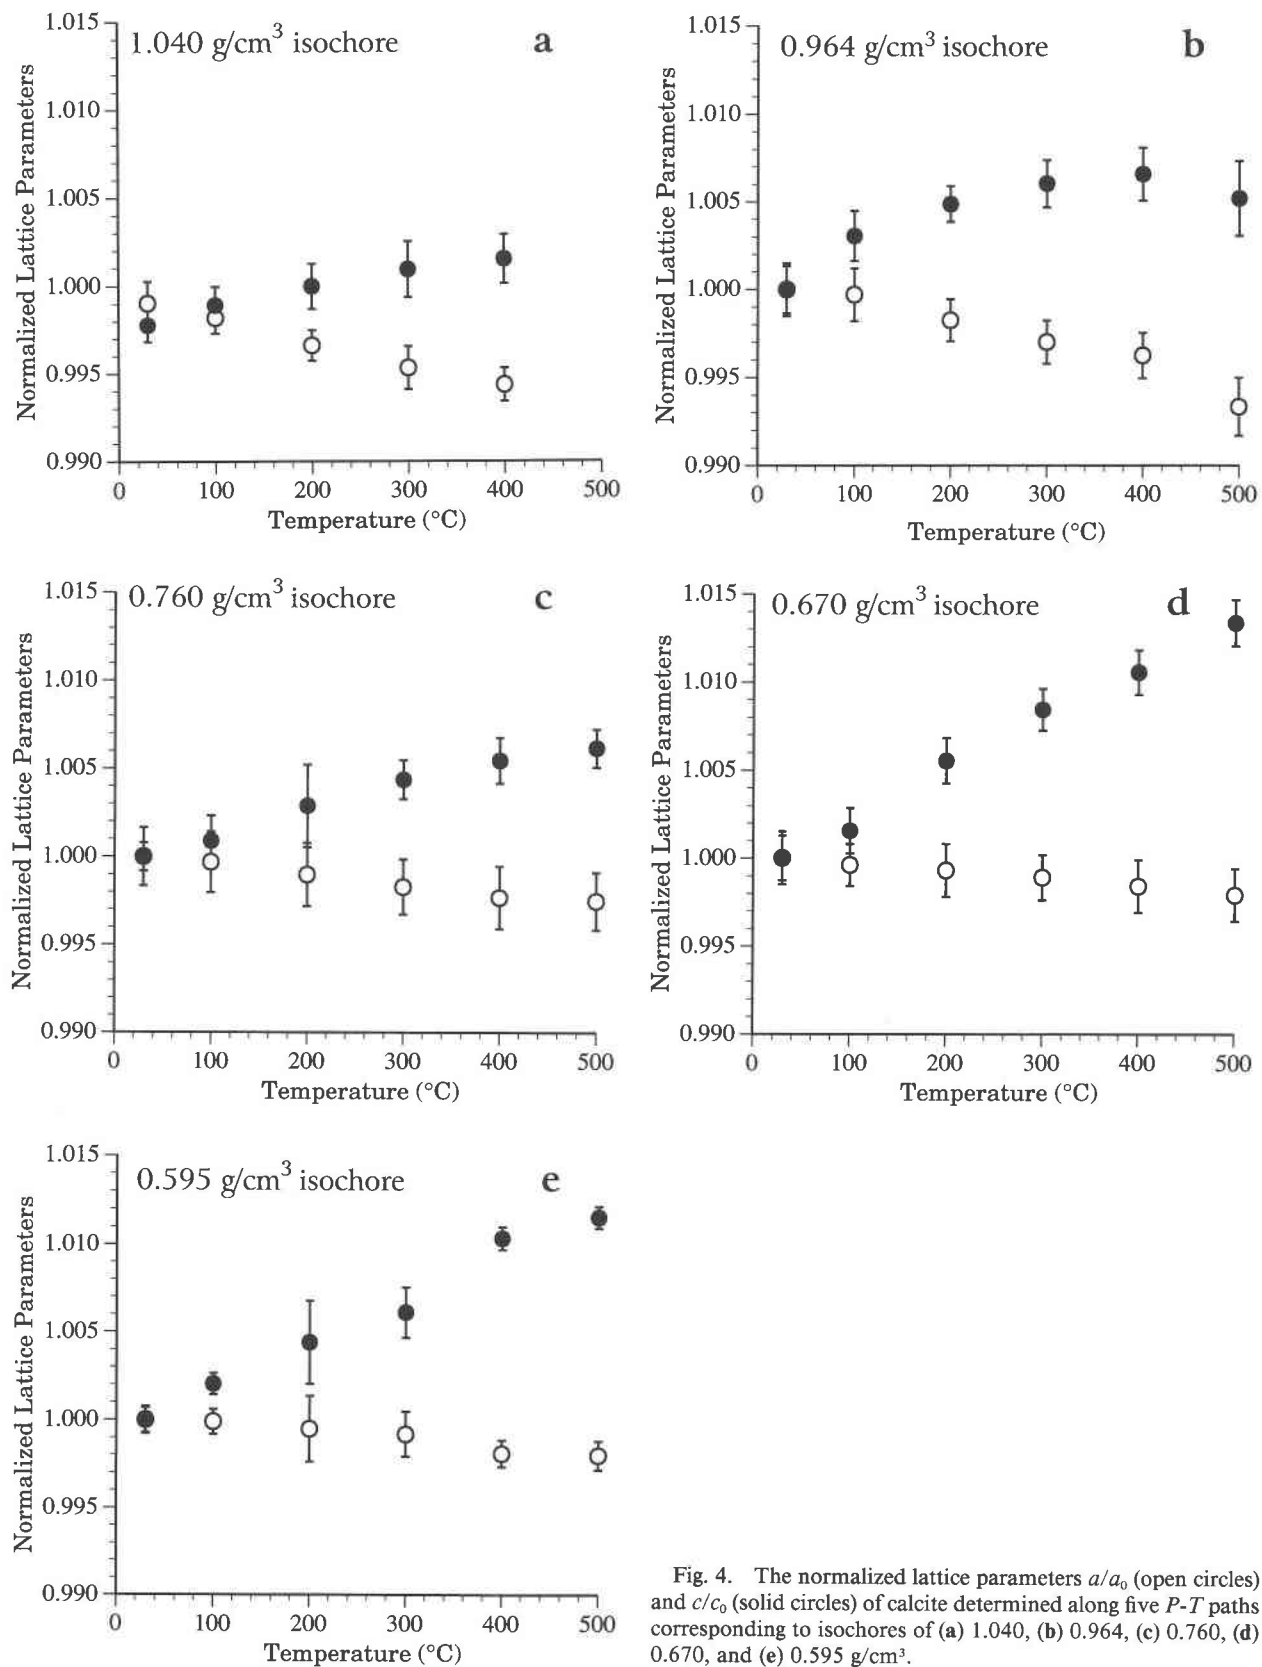 1.040 g/cm³ isochore
a
1.015
1.010
1.005
1.000
0.995
0.990
Normalized Lattice Parameters
0 100 200 300 400 500
Temperature (°C)
0.964 g/cm³ isochore
b
1.015
1.010
1.005
1.000
0.995
0.990
Normalized Lattice Parameters
0 100 200 300 400 500
Temperature (°C)
0.760 g/cm³ isochore
c
1.015
1.010
1.005
1.000
0.995
0.990
Normalized Lattice Parameters
0 100 200 300 400 500
Temperature (°C)
0.670 g/cm³ isochore
d
1.015
1.010
1.005
1.000
0.995
0.990
Normalized Lattice Parameters
0 100 200 300 400 500
Temperature (°C)
0.595 g/cm³ isochore
e
1.015
1.010
1.005
1.000
0.995
0.990
Normalized Lattice Parameters
0 100 200 300 400 500
Temperature (°C)
Fig. 4. The normalized lattice parameters a/a₀ (open circles)
and c/c₀ (solid circles) of calcite determined along five P-T paths
corresponding to isochores of (a) 1.040, (b) 0.964, (c) 0.760, (d)
0.670, and (e) 0.595 g/cm³.